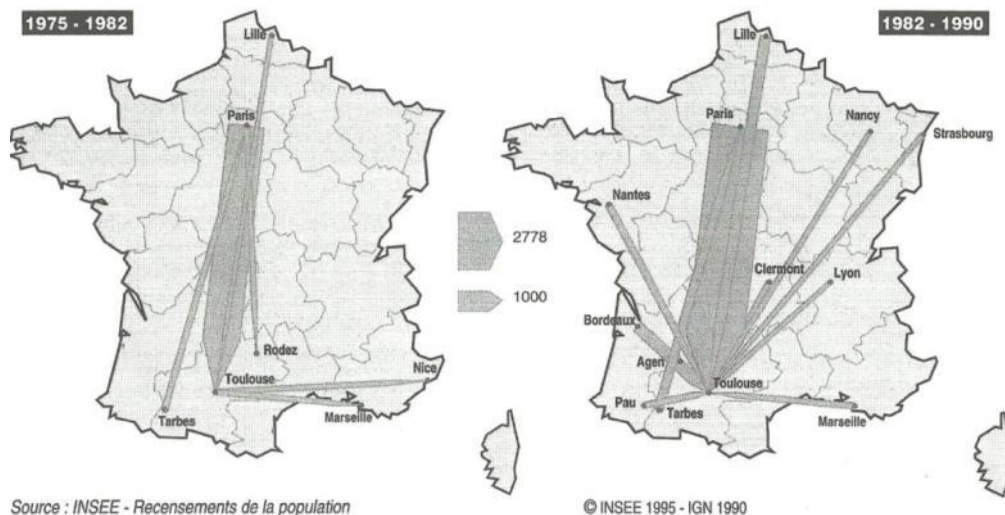 1975 - 1982
Lille
Paris
Rodez
Toulouse
Nice
Tarbes
Marseille
2778
1000
1982 - 1990
Lille
Paris
Nancy
Strasbourg
Nantes
Clermont
Lyon
Bordeaux
Agen
Toulouse
Pau
Tarbes
Marseille
Source : INSEE - Recensements de la population
© INSEE 1995 - IGN 1990